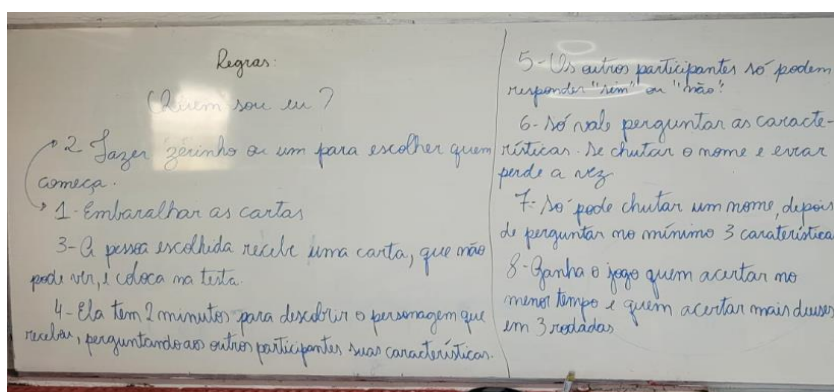 Regras:
Quem sou eu?
2 Fazer zerinho ou um para escolher quem
começa.
1- Embaralhar as cartas
3- A pessoa escolhida recebe uma carta, que não
pode ver, e coloca na testa.
4- Ela tem 2 minutos para descobrir o personagem que
recebeu, perguntando aos outros participantes suas características.
5- Os outros participantes só podem
responder "sim" ou "não".
6- Só vale perguntar as caracte-
rísticas. Se chutar o nome e errar
perde a vez
7- Só pode chutar um nome, depois
de perguntar no mínimo 3 caraterística
8- Ganha o jogo quem acertar no
menor tempo e quem acertar mais deuses
em 3 rodadas